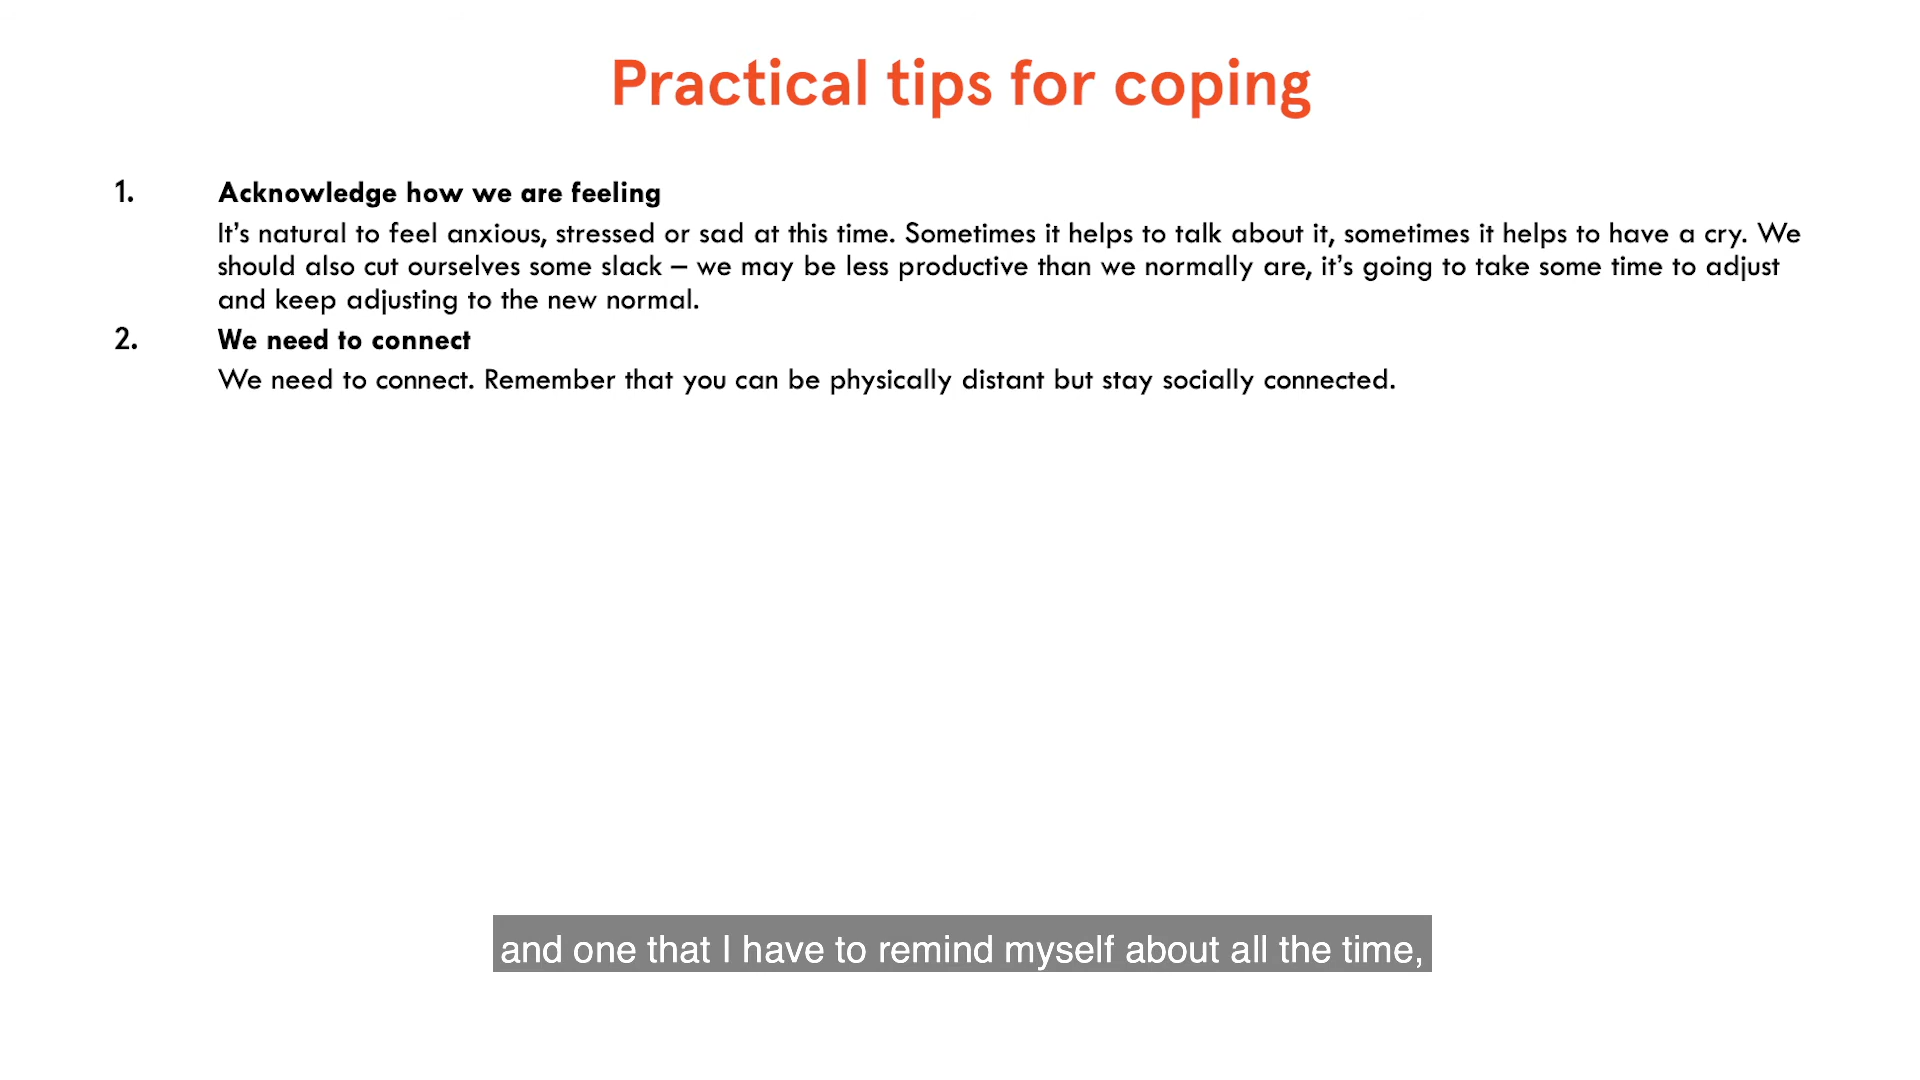 Practical tips for coping
1. Acknowledge how we are feeling
It’s natural to feel anxious, stressed or sad at this time. Sometimes it helps to talk about it, sometimes it helps to have a cry. We
should also cut ourselves some slack – we may be less productive than we normally are, it’s going to take some time to adjust
and keep adjusting to the new normal.
2. We need to connect
We need to connect. Remember that you can be physically distant but stay socially connected.
and one that I have to remind myself about all the time,